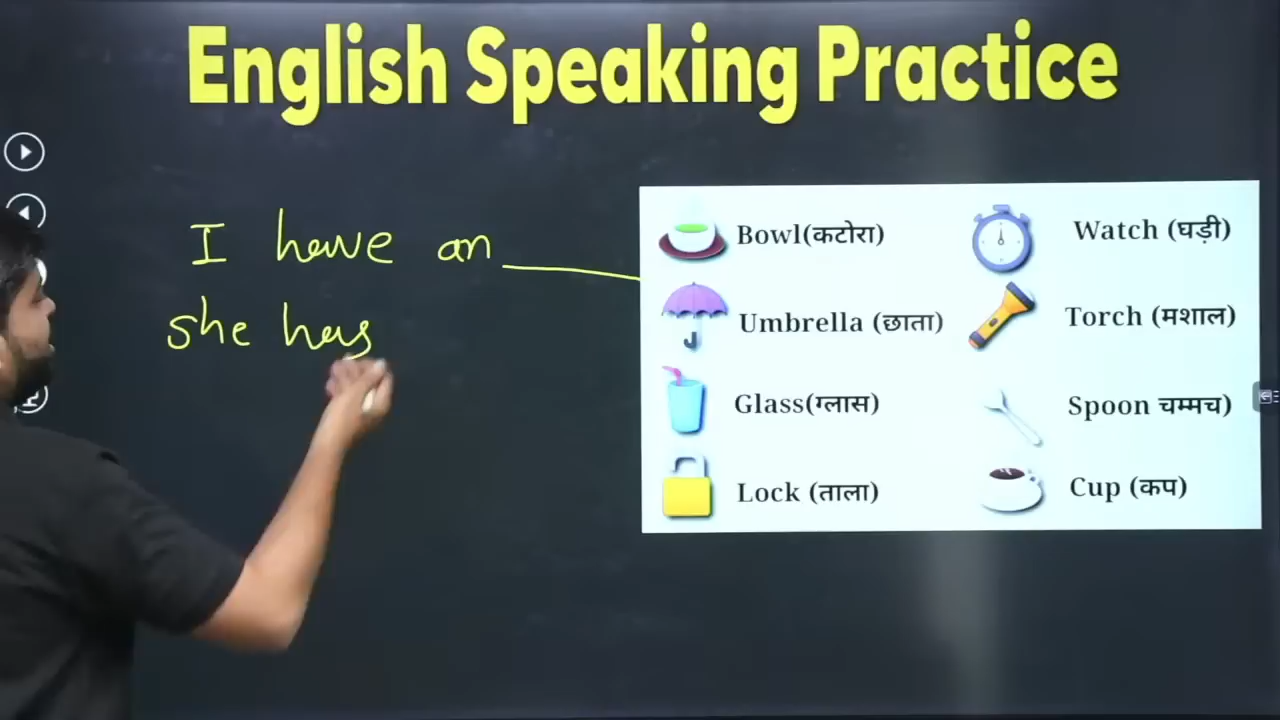 English Speaking Practice
I have an
she has
Bowl(कटोरा)
Umbrella (छाता)
Glass(ग्लास)
Lock (ताला)
Watch (घड़ी)
Torch (मशाल)
Spoon चम्मच)
Cup (कप)